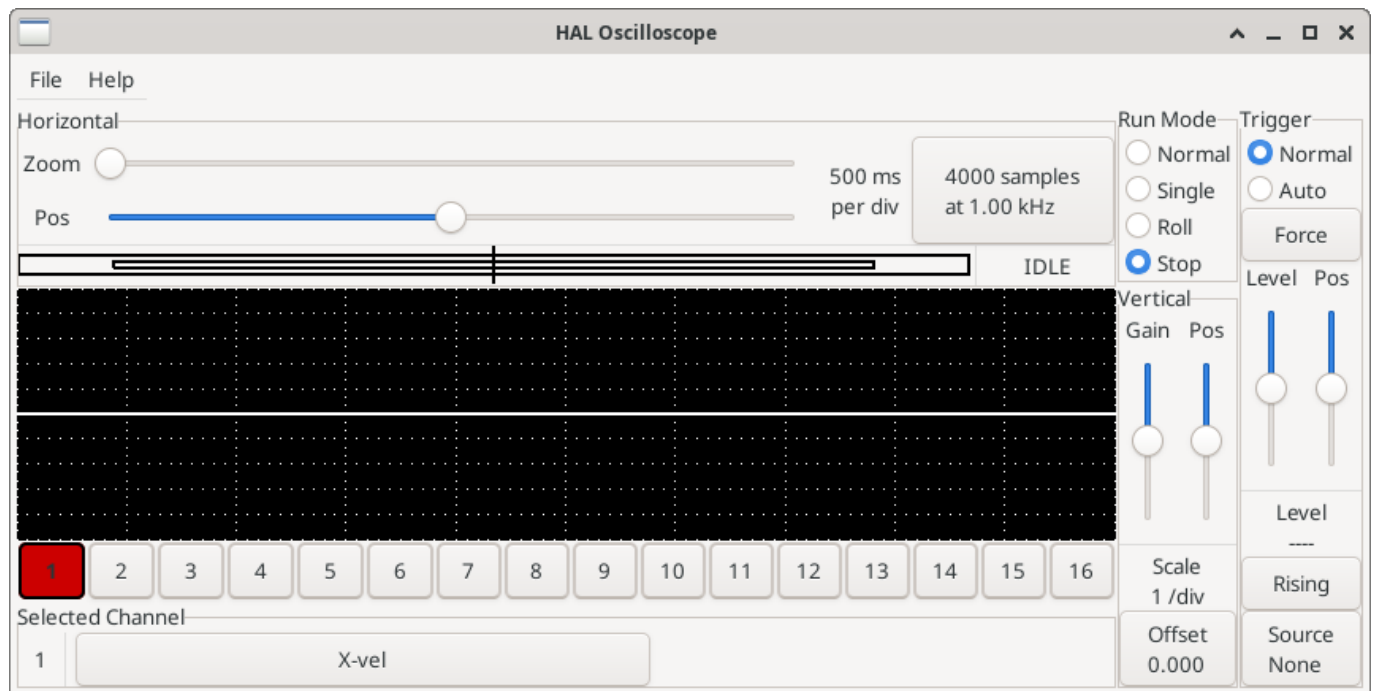 HAL Oscilloscope
File Help
Horizontal
Zoom
Pos
500 ms
per div
4000 samples
at 1.00 kHz
IDLE
Run Mode
Normal
Single
Roll
Stop
Trigger
Normal
Auto
Force
Level Pos
Level
----
Rising
Source
None
Vertical
Gain Pos
Scale
1 /div
Offset
0.000
1 2 3 4 5 6 7 8 9 10 11 12 13 14 15 16
Selected Channel
1 X-vel